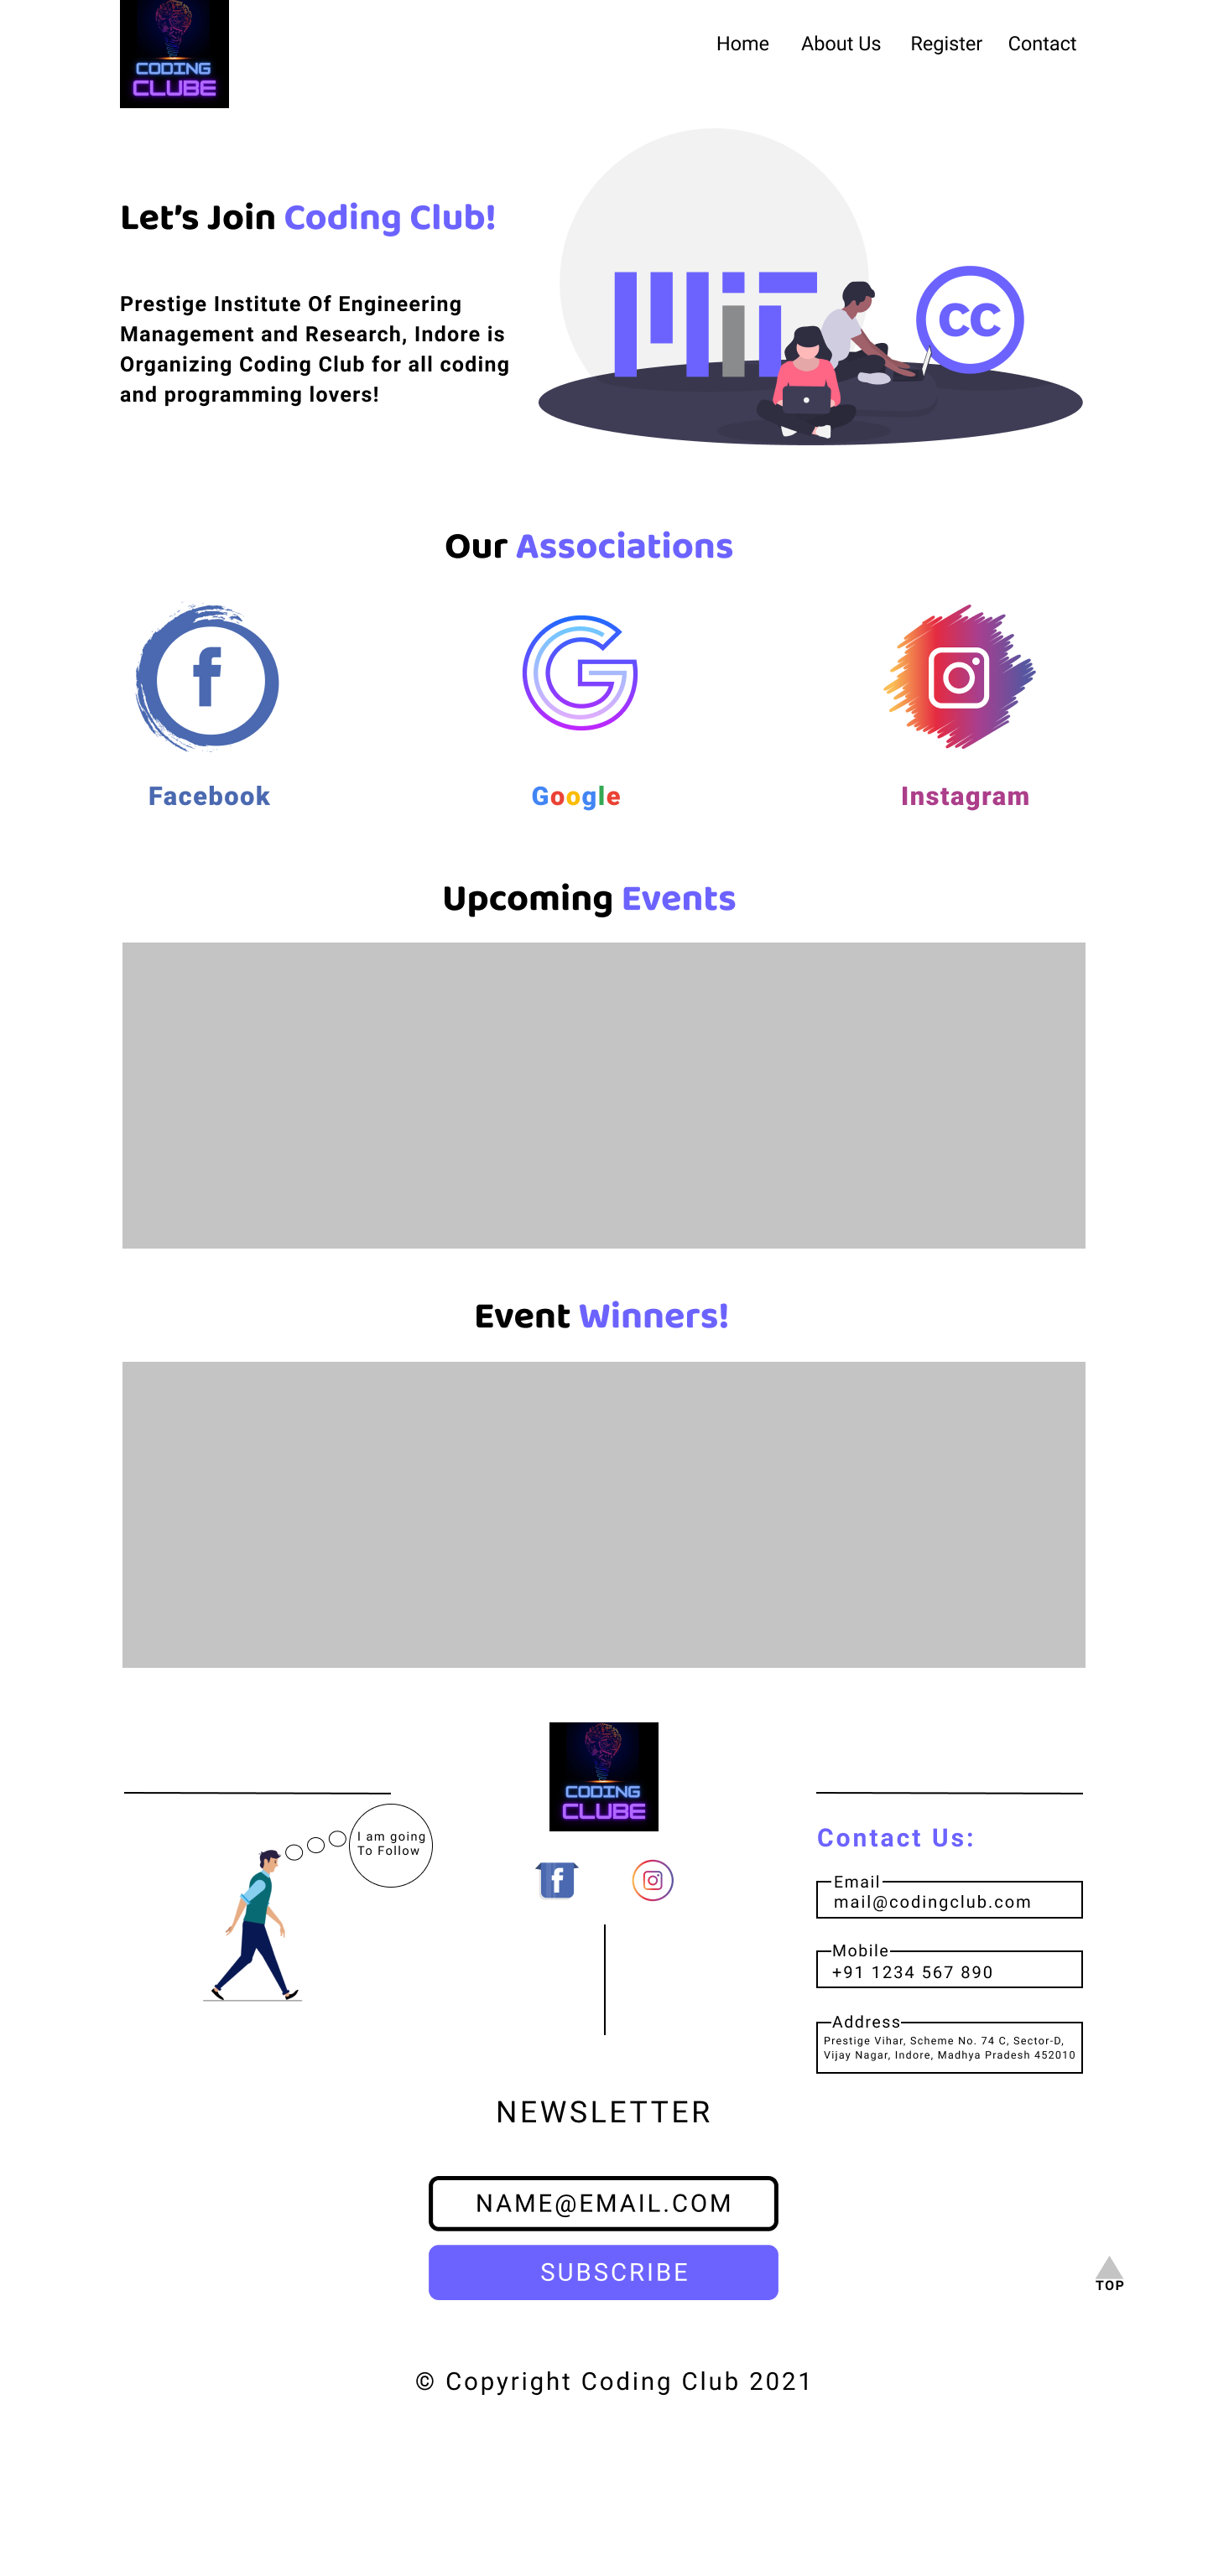 CODING
CLUBE
Home About Us Register Contact
Let's Join Coding Club!
Prestige Institute Of Engineering
Management and Research, Indore is
Organizing Coding Club for all coding
and programming lovers!
MiT
CC
Our Associations
f
G
Facebook
Google
Instagram
Upcoming Events
Event Winners!
CODING
CLUBE
I am going
To Follow
f
Contact Us:
Email
mail@codingclub.com
Mobile
+91 1234 567 890
Address
Prestige Vihar, Scheme No. 74 C, Sector-D,
Vijay Nagar, Indore, Madhya Pradesh 452010
NEWSLETTER
NAME@EMAIL.COM
SUBSCRIBE
TOP
© Copyright Coding Club 2021